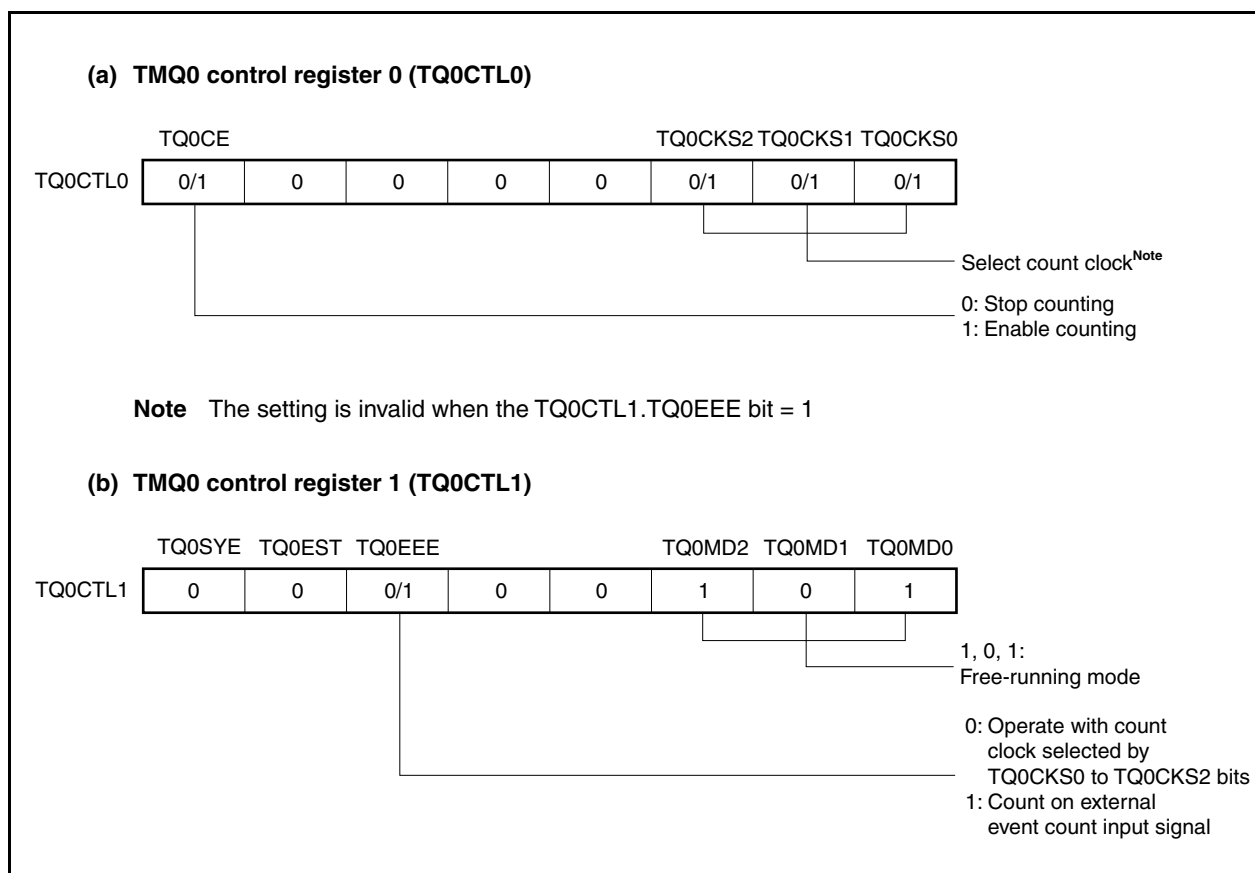 (a) TMQ0 control register 0 (TQ0CTL0)
TQ0CE TQ0CKS2 TQ0CKS1 TQ0CKS0
TQ0CTL0 0/1 0 0 0 0 0/1 0/1 0/1
Select count clockNote
0: Stop counting
1: Enable counting
Note The setting is invalid when the TQ0CTL1.TQ0EEE bit = 1
(b) TMQ0 control register 1 (TQ0CTL1)
TQ0SYE TQ0EST TQ0EEE TQ0MD2 TQ0MD1 TQ0MD0
TQ0CTL1 0 0 0/1 0 0 1 0 1
1, 0, 1:
Free-running mode
0: Operate with count
clock selected by
TQ0CKS0 to TQ0CKS2 bits
1: Count on external
event count input signal